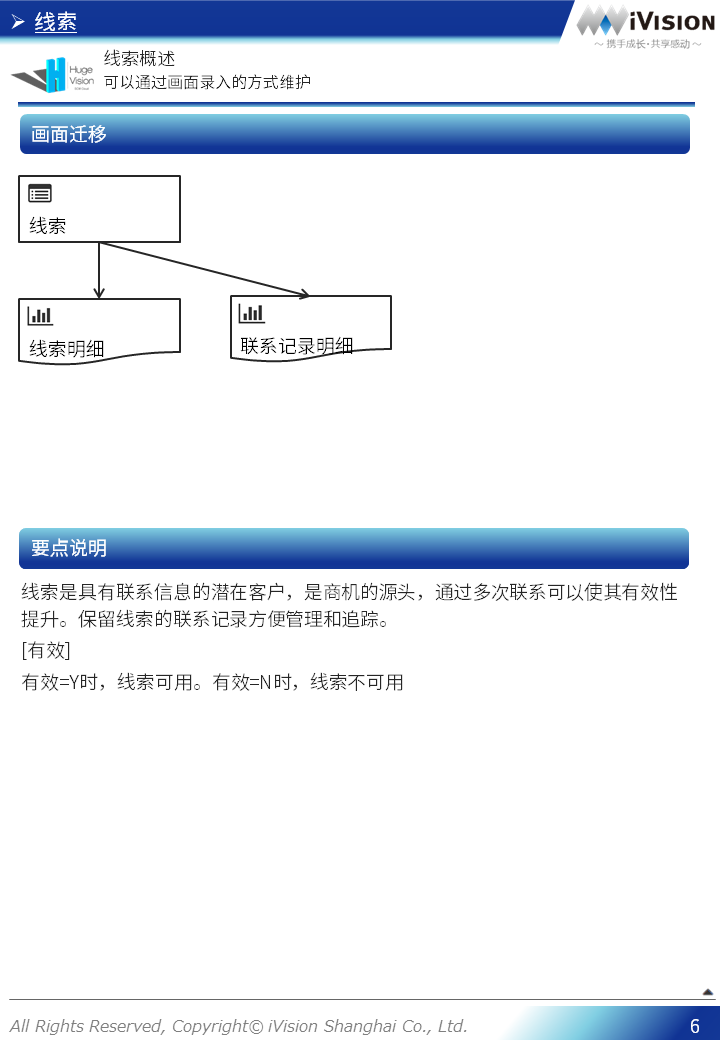 线索
iVISION
～ 携手成长·共享感动 ～
Huge
Vision
线索概述
可以通过画面录入的方式维护
画面迁移
线索
线索明细
联系记录明细
要点说明
线索是具有联系信息的潜在客户，是商机的源头，通过多次联系可以使其有效性
提升。保留线索的联系记录方便管理和追踪。
[有效]
有效=Y时，线索可用。有效=N时，线索不可用
All Rights Reserved, Copyright© iVision Shanghai Co., Ltd.
6